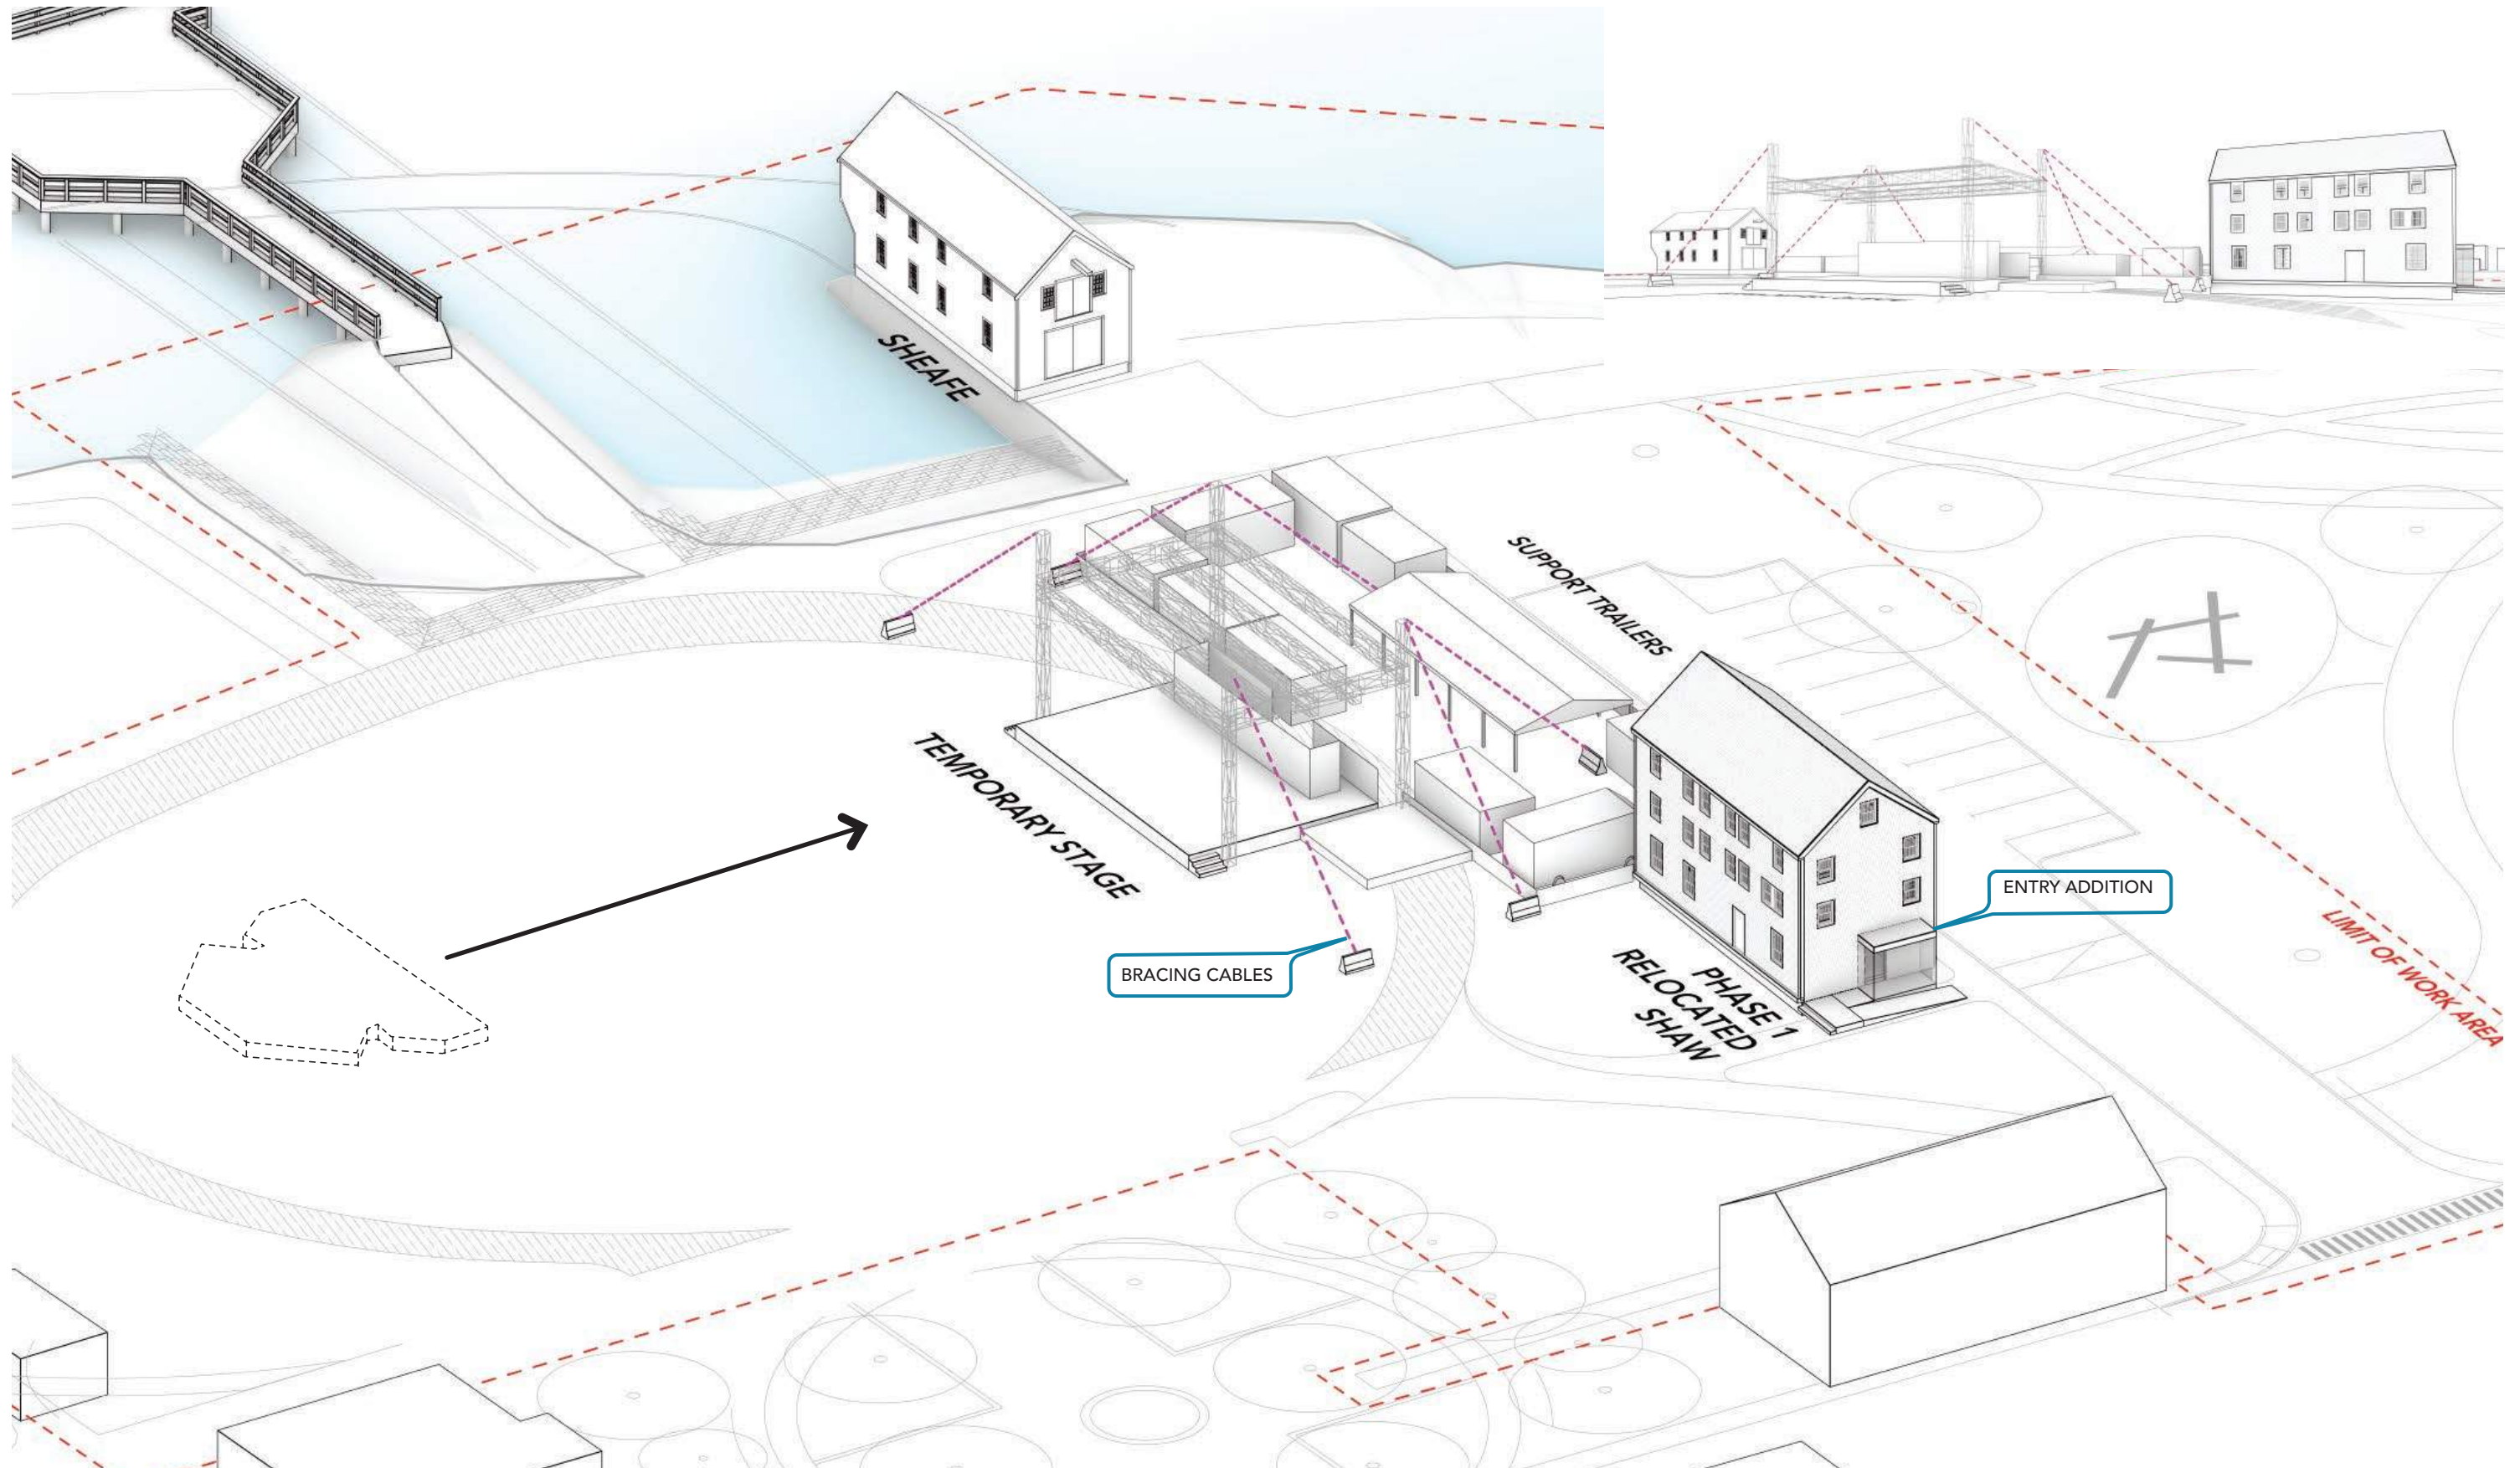 SHEAFE
SUPPORT TRAILERS
TEMPORARY STAGE
ENTRY ADDITION
BRACING CABLES
PHASE 1
RELOCATED
SHAW
LIMIT OF WORK AREA